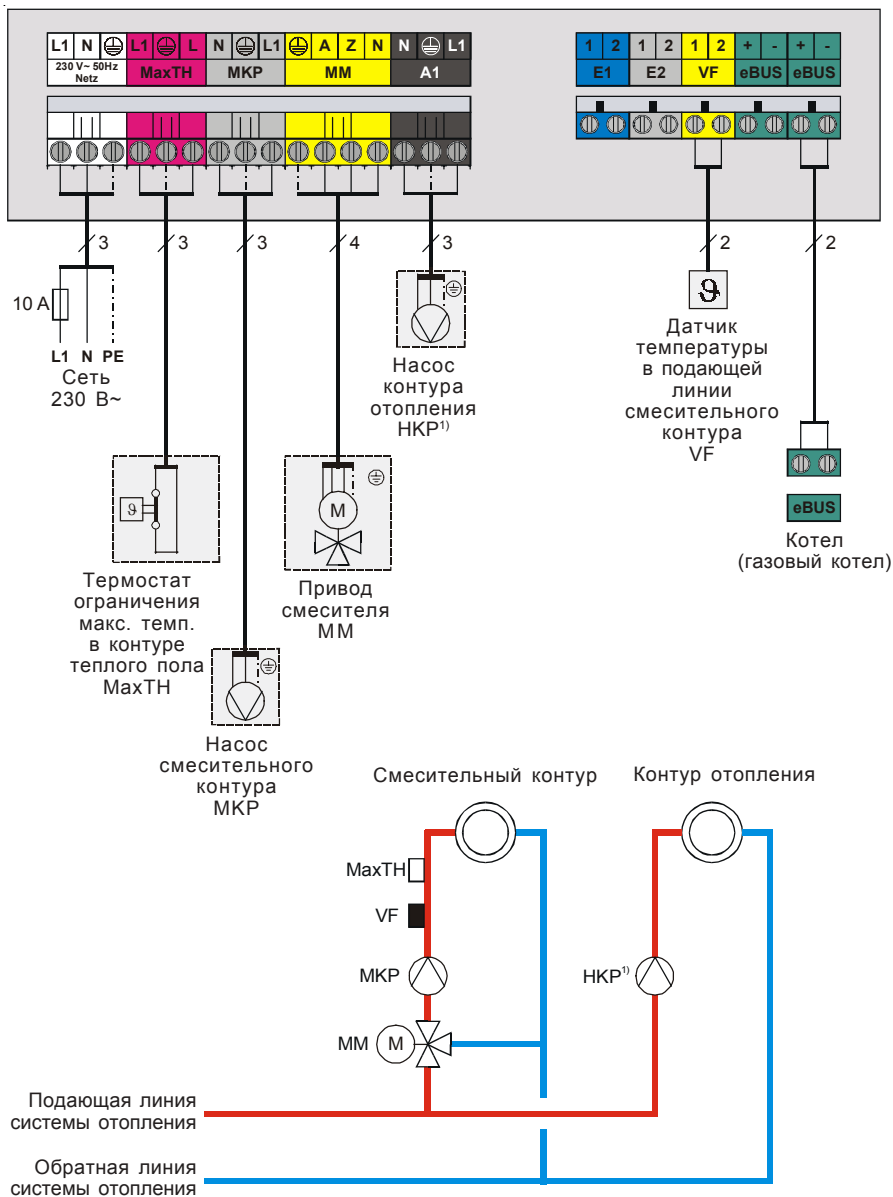 L1 N L1 L N L1 A Z N N L1
230 V~ 50Hz
Netz
MaxTH MKP MM A1
1 2 1 2 1 2 + - + -
E1 E2 VF eBUS eBUS
3 3 3 4 3 2 2
10 A
L1 N PE
Сеть
230 В~
Насос
контура
отопления
НКР¹⁾
ϑ
Датчик
температуры
в подающей
линии
смесительного
контура
VF
eBUS
Котел
(газовый котел)
ϑ
Термостат
ограничения
макс. темп.
в контуре
теплого пола
MaxTH
M
Привод
смесителя
ММ
Насос
смесительного
контура
МКР
Смесительный контур
Контур отопления
MaxTH
VF
МКР
НКР¹⁾
ММ
M
Подающая линия
системы отопления
Обратная линия
системы отопления